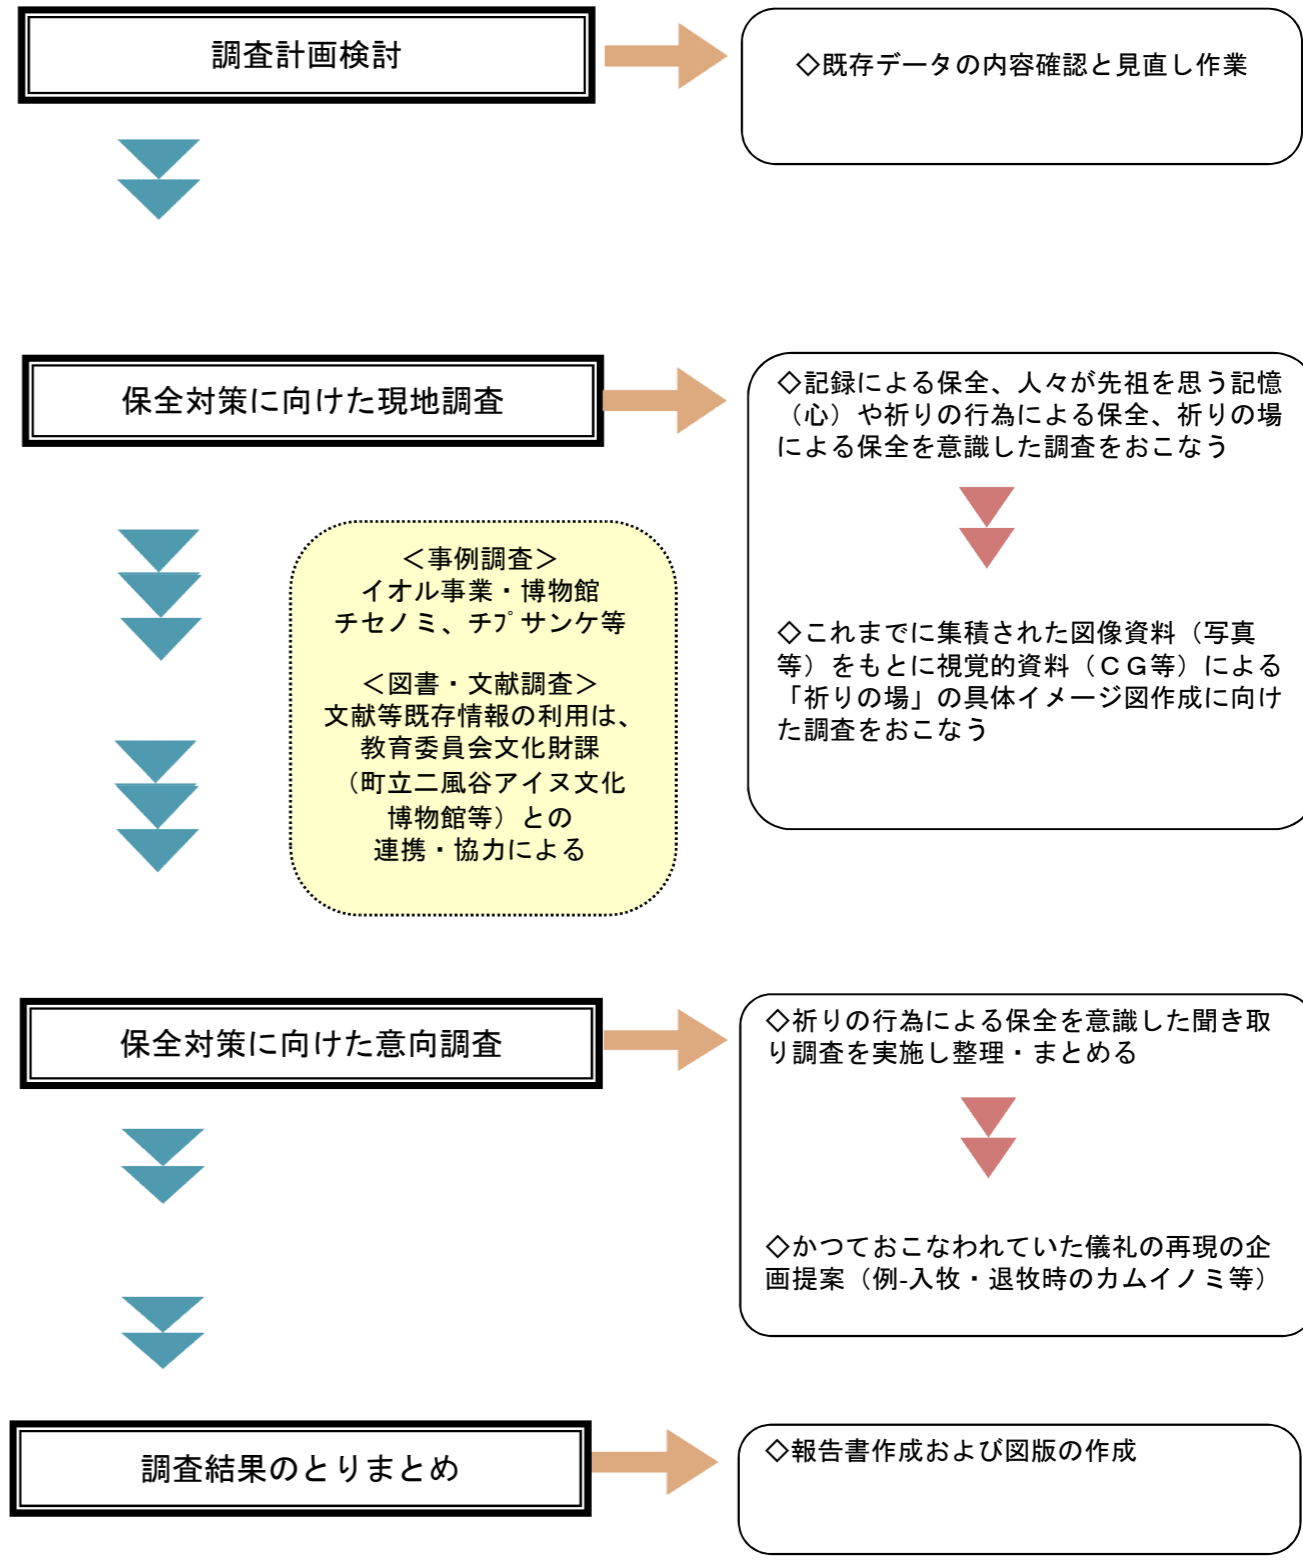 調査計画検討
◇既存データの内容確認と見直し作業
保全対策に向けた現地調査
◇記録による保全、人々が先祖を思う記憶
（心）や祈りの行為による保全、祈りの場
による保全を意識した調査をおこなう
◇これまでに集積された図像資料（写真
等）をもとに視覚的資料（ＣＧ等）による
「祈りの場」の具体イメージ図作成に向け
た調査をおこなう
＜事例調査＞
イオル事業・博物館
チセノミ、チㇷ゚サンケ等
＜図書・文献調査＞
文献等既存情報の利用は、
教育委員会文化財課
（町立二風谷アイヌ文化
博物館等）との
連携・協力による
保全対策に向けた意向調査
◇祈りの行為による保全を意識した聞き取
り調査を実施し整理・まとめる
◇かつておこなわれていた儀礼の再現の企
画提案（例-入牧・退牧時のカムイノミ等）
調査結果のとりまとめ
◇報告書作成および図版の作成